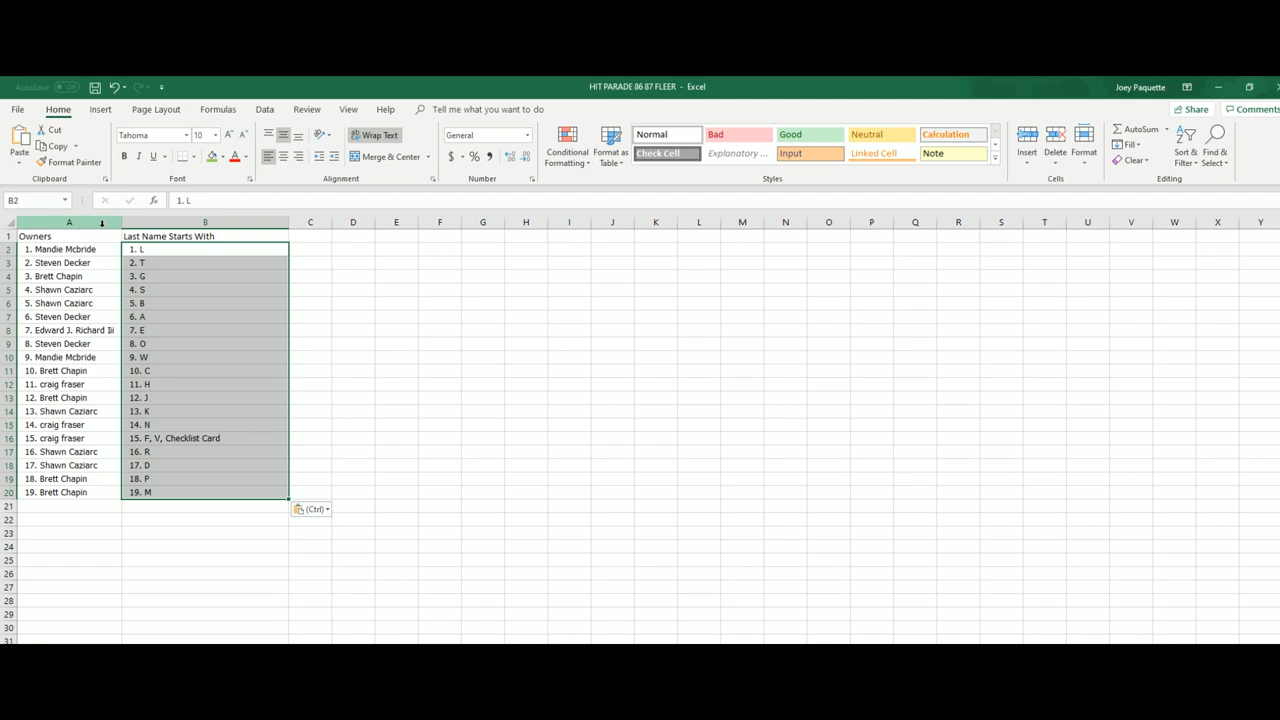 AutoSave Off HIT PARADE 86 87 FLEER - Excel Joey Paquette
File Home Insert Page Layout Formulas Data Review View Help Tell me what you want to do Share Comments
Cut Tahoma 10 A A Wrap Text General Normal Bad Good Neutral Calculation AutoSum
Paste Copy Conditional Format as Insert Delete Format Fill Sort & Find &
Format Painter B I U A Merge & Center $ % Formatting Table Check Cell Explanatory ... Input Linked Cell Note Clear Filter Select
Clipboard Font Alignment Number Styles Cells Editing
B2 fx 1. L
A B C D E F G H I J K L M N O P Q R S T U V W X Y
1 Owners Last Name Starts With
2 1. Mandie Mcbride 1. L
3 2. Steven Decker 2. T
4 3. Brett Chapin 3. G
5 4. Shawn Caziarc 4. S
6 5. Shawn Caziarc 5. B
7 6. Steven Decker 6. A
8 7. Edward J. Richard Iii 7. E
9 8. Steven Decker 8. O
10 9. Mandie Mcbride 9. W
11 10. Brett Chapin 10. C
12 11. craig fraser 11. H
13 12. Brett Chapin 12. J
14 13. Shawn Caziarc 13. K
15 14. craig fraser 14. N
16 15. craig fraser 15. F, V, Checklist Card
17 16. Shawn Caziarc 16. R
18 17. Shawn Caziarc 17. D
19 18. Brett Chapin 18. P
20 19. Brett Chapin 19. M
21 (Ctrl)
22
23
24
25
26
27
28
29
30
31